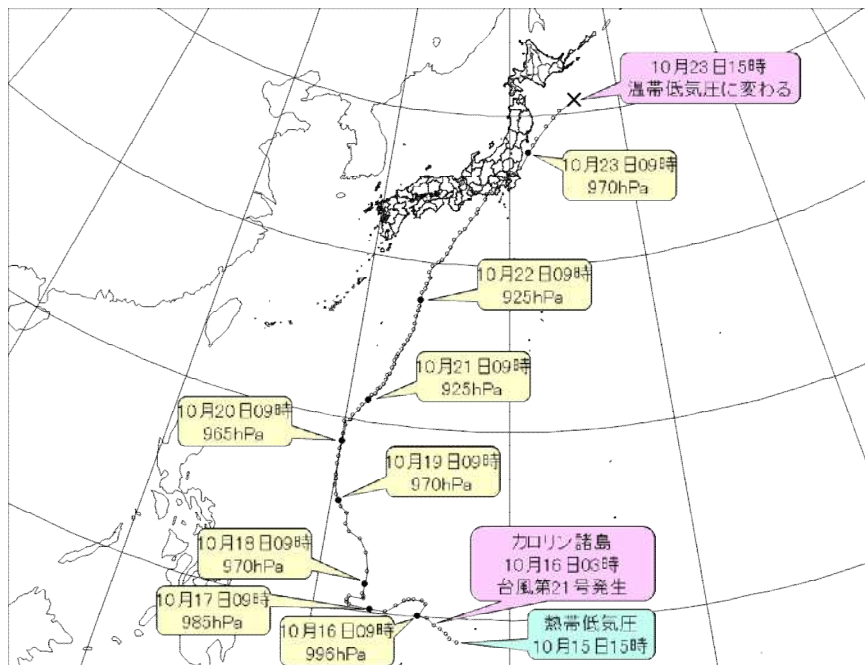 10月23日15時
温帯低気圧に変わる
10月23日09時
970hPa
10月22日09時
925hPa
10月21日09時
925hPa
10月20日09時
965hPa
10月19日09時
970hPa
10月18日09時
970hPa
10月17日09時
985hPa
10月16日09時
996hPa
カロリン諸島
10月16日03時
台風第21号発生
熱帯低気圧
10月15日15時